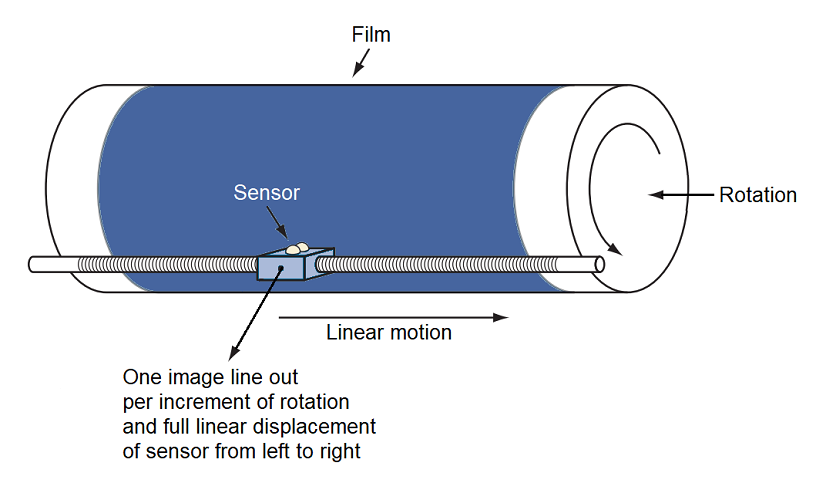 Film
Sensor
Rotation
Linear motion
One image line out
per increment of rotation
and full linear displacement
of sensor from left to right